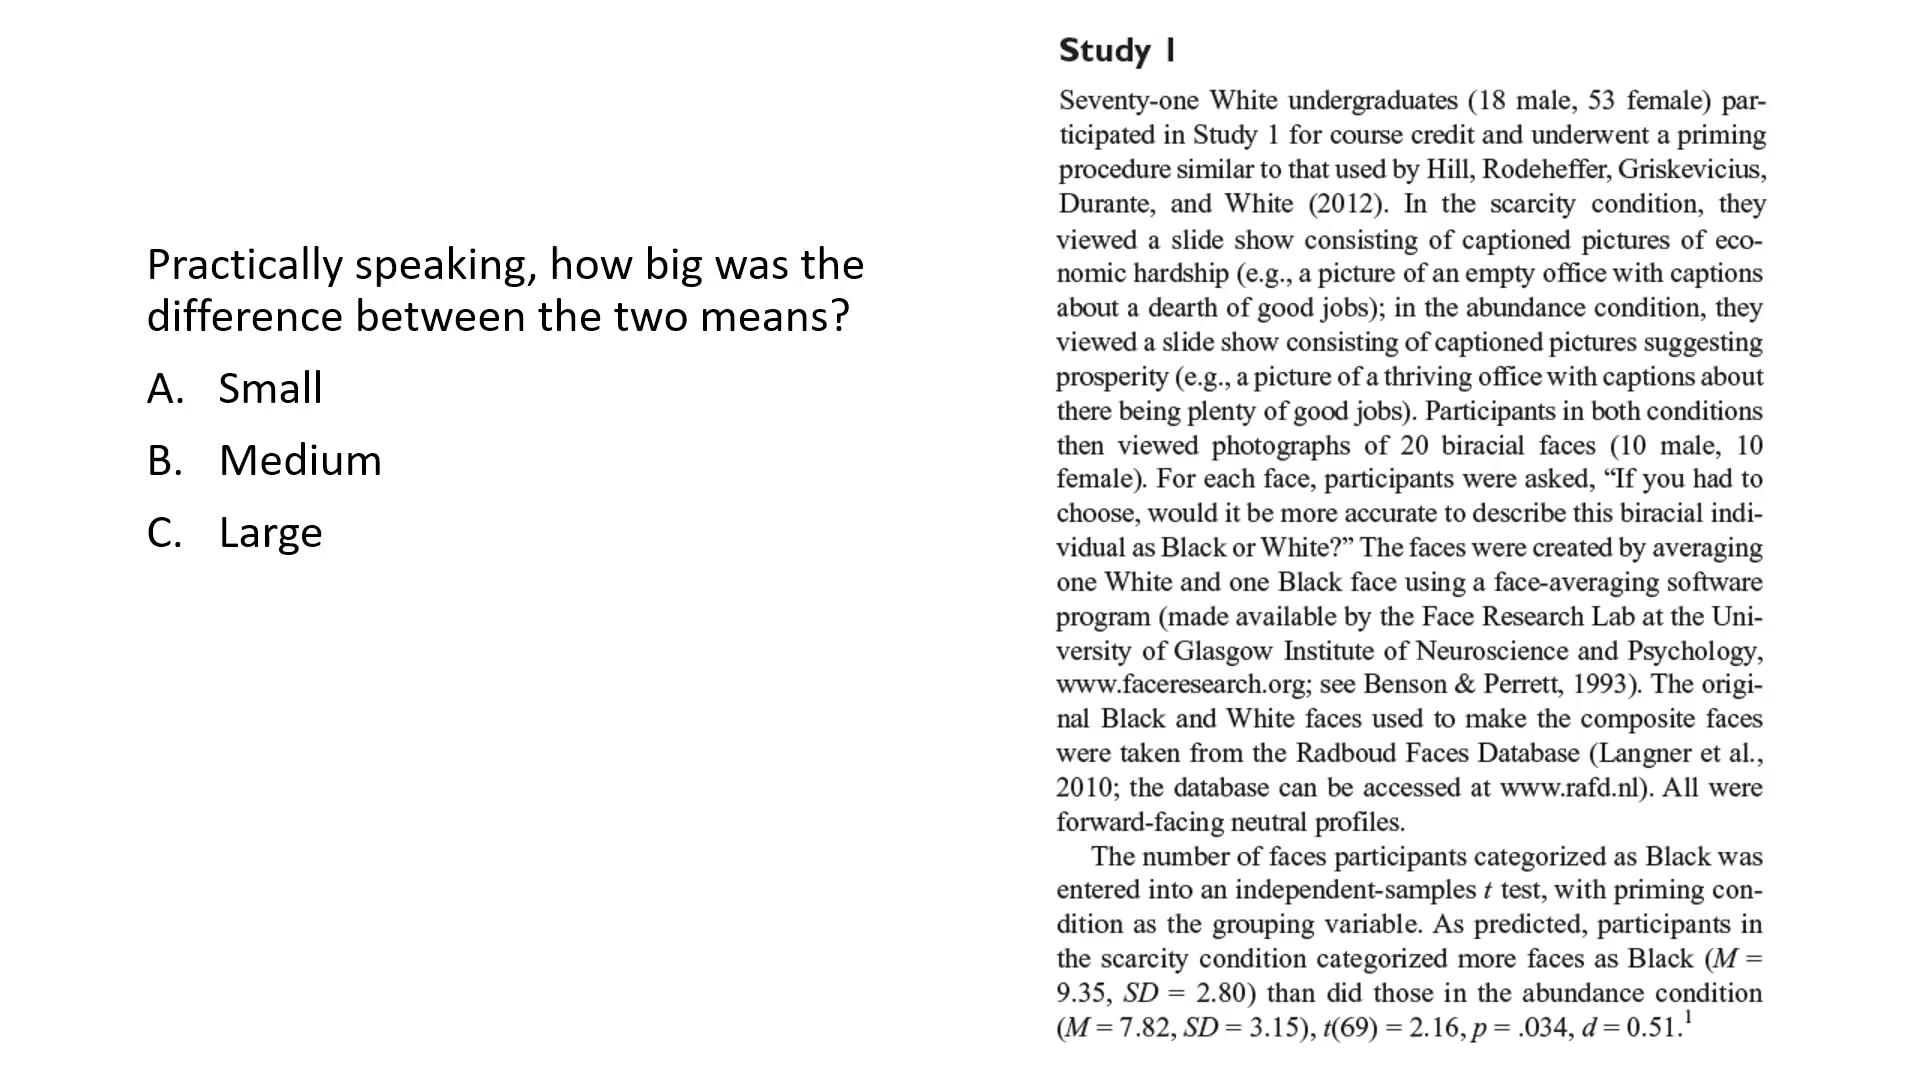 Practically speaking, how big was the
difference between the two means?
A. Small
B. Medium
C. Large
Study 1
Seventy-one White undergraduates (18 male, 53 female) par-
ticipated in Study 1 for course credit and underwent a priming
procedure similar to that used by Hill, Rodeheffer, Griskevicius,
Durante, and White (2012). In the scarcity condition, they
viewed a slide show consisting of captioned pictures of eco-
nomic hardship (e.g., a picture of an empty office with captions
about a dearth of good jobs); in the abundance condition, they
viewed a slide show consisting of captioned pictures suggesting
prosperity (e.g., a picture of a thriving office with captions about
there being plenty of good jobs). Participants in both conditions
then viewed photographs of 20 biracial faces (10 male, 10
female). For each face, participants were asked, “If you had to
choose, would it be more accurate to describe this biracial indi-
vidual as Black or White?” The faces were created by averaging
one White and one Black face using a face-averaging software
program (made available by the Face Research Lab at the Uni-
versity of Glasgow Institute of Neuroscience and Psychology,
www.faceresearch.org; see Benson & Perrett, 1993). The origi-
nal Black and White faces used to make the composite faces
were taken from the Radboud Faces Database (Langner et al.,
2010; the database can be accessed at www.rafd.nl). All were
forward-facing neutral profiles.
The number of faces participants categorized as Black was
entered into an independent-samples t test, with priming con-
dition as the grouping variable. As predicted, participants in
the scarcity condition categorized more faces as Black (M =
9.35, SD = 2.80) than did those in the abundance condition
(M = 7.82, SD = 3.15), t(69) = 2.16, p = .034, d = 0.51.1